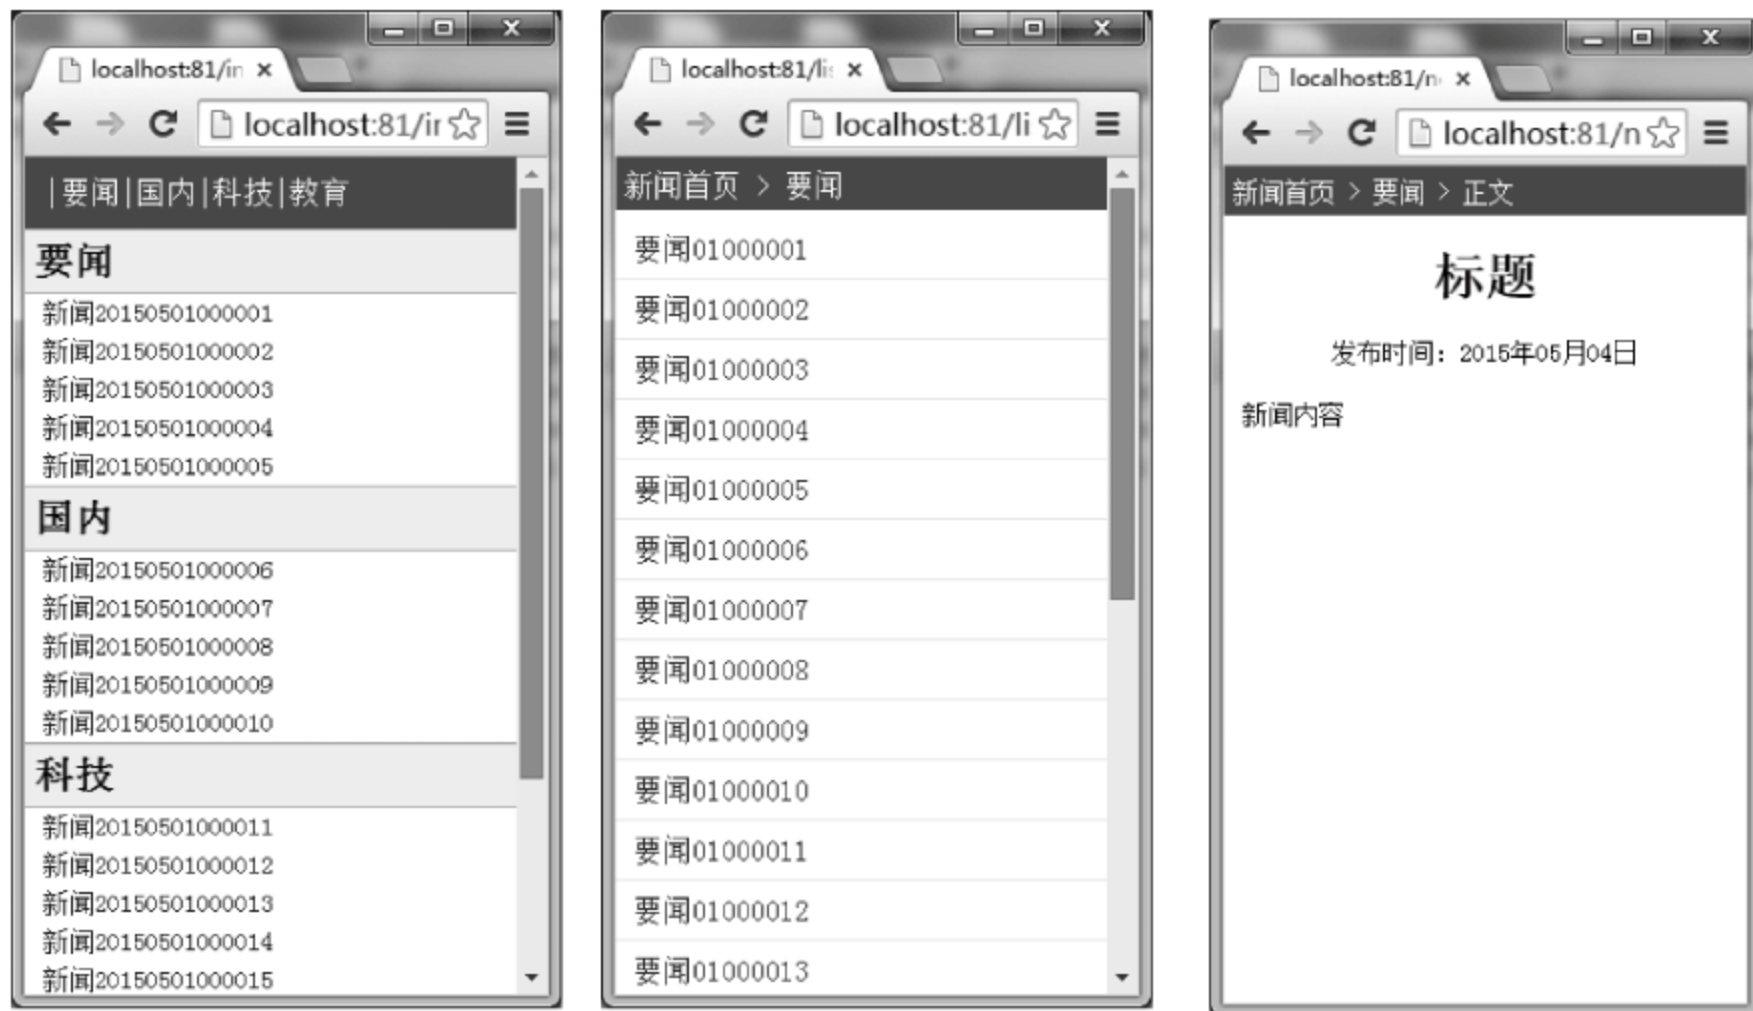 localhost:81/in
localhost:81/ir
|要闻|国内|科技|教育
要闻
新闻20150501000001
新闻20150501000002
新闻20150501000003
新闻20150501000004
新闻20150501000005
国内
新闻20150501000006
新闻20150501000007
新闻20150501000008
新闻20150501000009
新闻20150501000010
科技
新闻20150501000011
新闻20150501000012
新闻20150501000013
新闻20150501000014
新闻20150501000015
localhost:81/lis
localhost:81/li
新闻首页 > 要闻
要闻01000001
要闻01000002
要闻01000003
要闻01000004
要闻01000005
要闻01000006
要闻01000007
要闻01000008
要闻01000009
要闻01000010
要闻01000011
要闻01000012
要闻01000013
localhost:81/n
localhost:81/n
新闻首页 > 要闻 > 正文
标题
发布时间：2015年05月04日
新闻内容